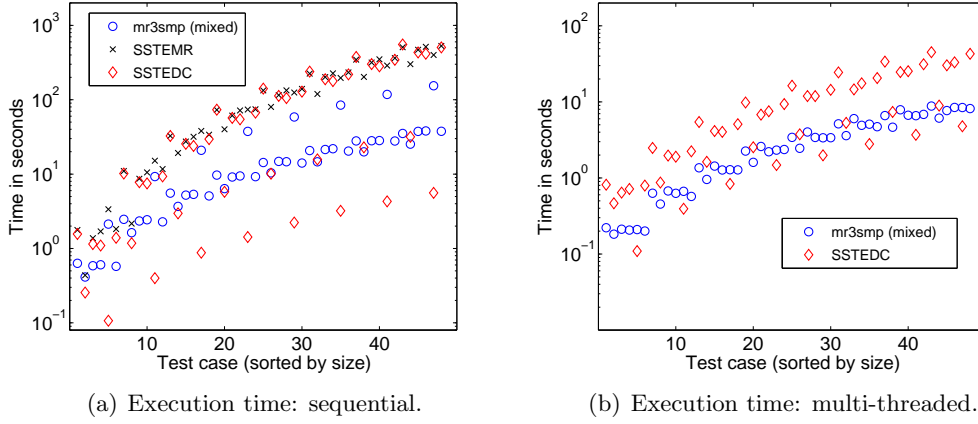 mr3smp (mixed)
SSTEMR
SSTEDC
Time in seconds
10³
10²
10¹
10⁰
10⁻¹
10 20 30 40 50
Test case (sorted by size)
(a) Execution time: sequential.
mr3smp (mixed)
SSTEDC
Time in seconds
10²
10¹
10⁰
10⁻¹
10 20 30 40 50
Test case (sorted by size)
(b) Execution time: multi-threaded.